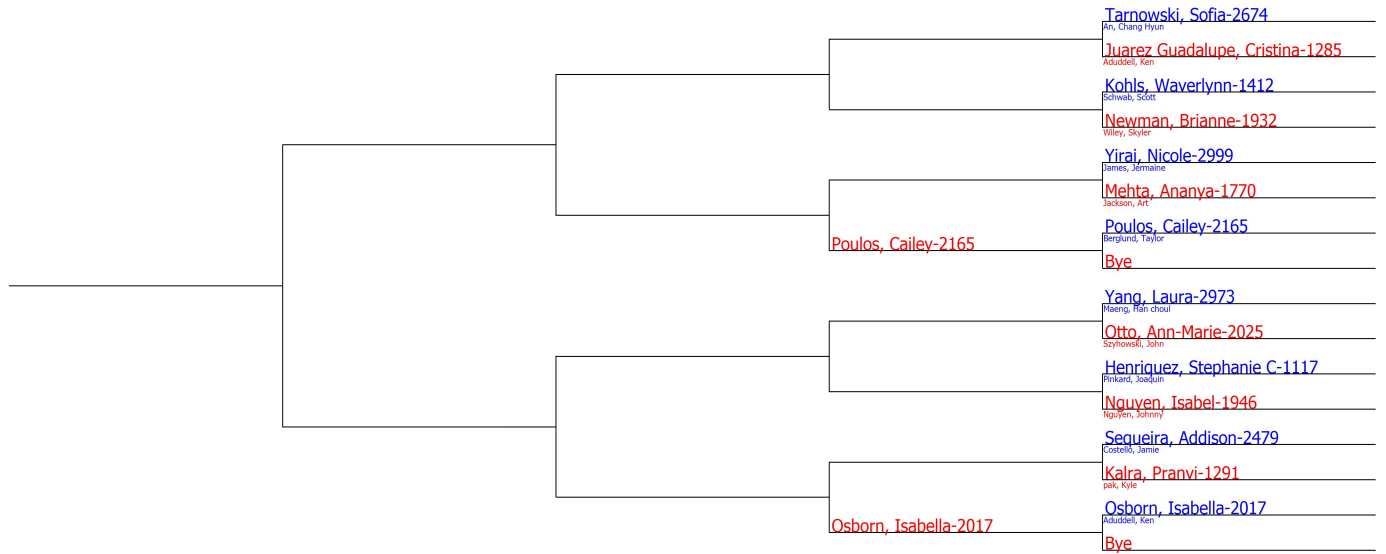 Tarnowski, Sofia-2674
An, Chang Hyun
Juarez Guadalupe, Cristina-1285
Aduddell, Ken
Kohls, Waverlynn-1412
Schwab, Scott
Newman, Brianne-1932
Wiley, Skyler
Yirai, Nicole-2999
James, Jermaine
Mehta, Ananya-1770
Jackson, Art
Poulos, Cailey-2165
Berglund, Taylor
Poulos, Cailey-2165
Bye
Yang, Laura-2973
Maeng, Han choul
Otto, Ann-Marie-2025
Szyhowski, John
Henriquez, Stephanie C-1117
Pinkard, Joaquin
Nguyen, Isabel-1946
Nguyen, Johnny
Sequeira, Addison-2479
Costello, Jamie
Kalra, Pranvi-1291
pak, Kyle
Osborn, Isabella-2017
Aduddell, Ken
Osborn, Isabella-2017
Bye